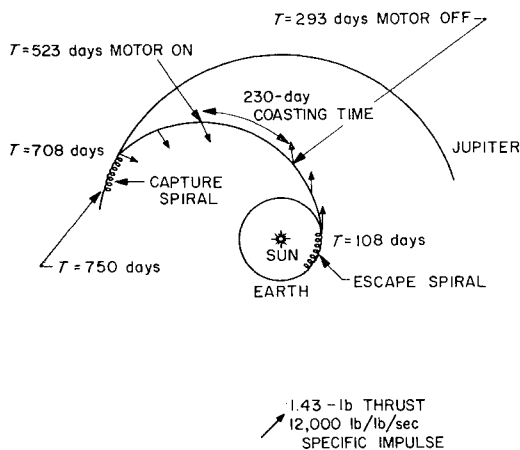 T=293 days MOTOR OFF
T=523 days MOTOR ON
230-day
COASTING TIME
T=708 days
JUPITER
CAPTURE
SPIRAL
SUN
T=108 days
T=750 days
EARTH
ESCAPE SPIRAL
1.43-lb THRUST
12,000 lb/lb/sec
SPECIFIC IMPULSE